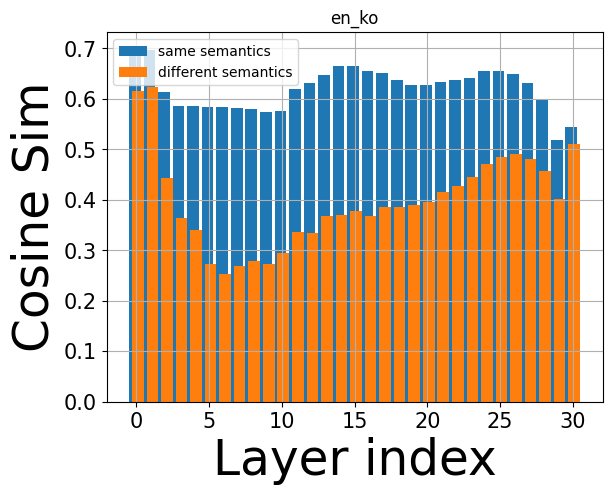 en_ko
same semantics
different semantics
Cosine Sim
0.7
0.6
0.5
0.4
0.3
0.2
0.1
0.0
0 5 10 15 20 25 30
Layer index